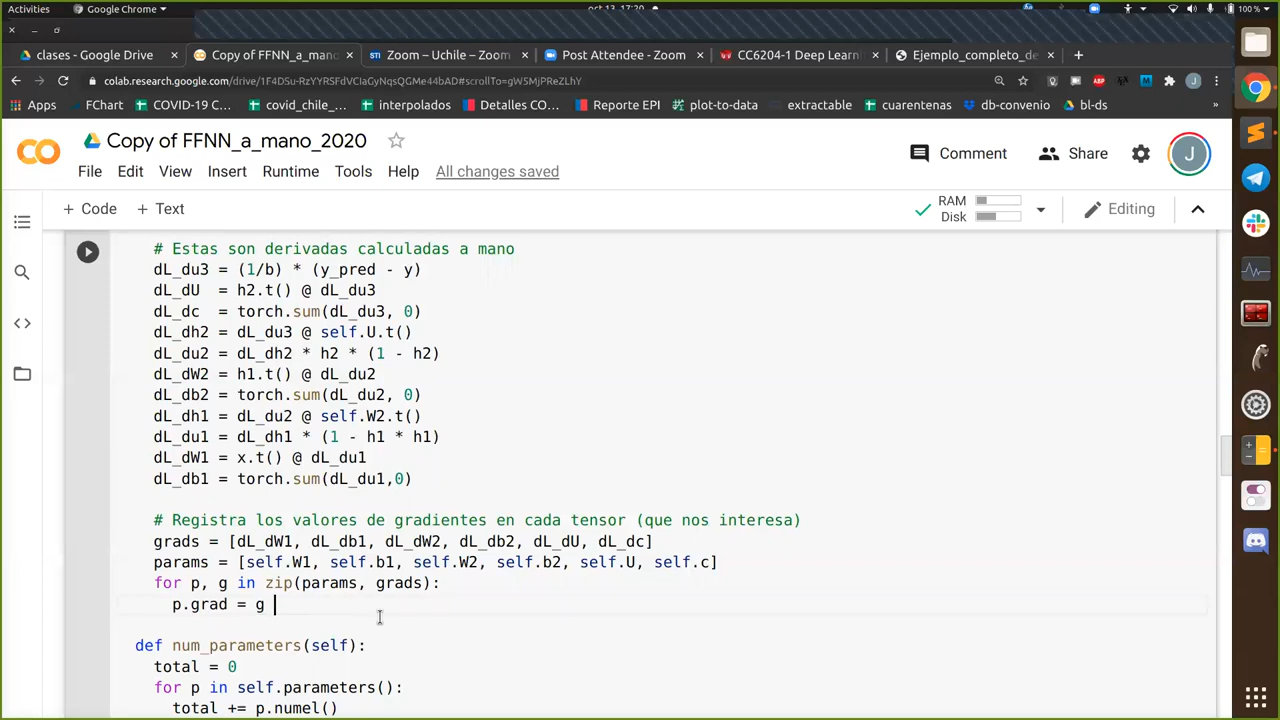 Activities
Google Chrome
oct 13, 17:20
100 %
clases - Google Drive
Copy of FFNN_a_mano_
Zoom – Uchile – Zoom
Post Attendee - Zoom
CC6204-1 Deep Learni
Ejemplo_completo_de
colab.research.google.com/drive/1F4DSu-RzYYRSFdVCIaGyNqsQGMe44bAD#scrollTo=gW5MjPReZLhY
Apps
FChart
COVID-19 C...
covid_chile_...
interpolados
Detalles CO...
Reporte EPI
plot-to-data
extractable
cuarentenas
db-convenio
bl-ds
»
CO
Copy of FFNN_a_mano_2020
Comment
Share
J
File Edit View Insert Runtime Tools Help All changes saved
+ Code + Text
RAM
Disk
Editing
# Estas son derivadas calculadas a mano
dL_du3 = (1/b) * (y_pred - y)
dL_dU = h2.t() @ dL_du3
dL_dc = torch.sum(dL_du3, 0)
dL_dh2 = dL_du3 @ self.U.t()
dL_du2 = dL_dh2 * h2 * (1 - h2)
dL_dW2 = h1.t() @ dL_du2
dL_db2 = torch.sum(dL_du2, 0)
dL_dh1 = dL_du2 @ self.W2.t()
dL_du1 = dL_dh1 * (1 - h1 * h1)
dL_dW1 = x.t() @ dL_du1
dL_db1 = torch.sum(dL_du1,0)
# Registra los valores de gradientes en cada tensor (que nos interesa)
grads = [dL_dW1, dL_db1, dL_dW2, dL_db2, dL_dU, dL_dc]
params = [self.W1, self.b1, self.W2, self.b2, self.U, self.c]
for p, g in zip(params, grads):
p.grad = g
def num_parameters(self):
total = 0
for p in self.parameters():
total += p.numel()